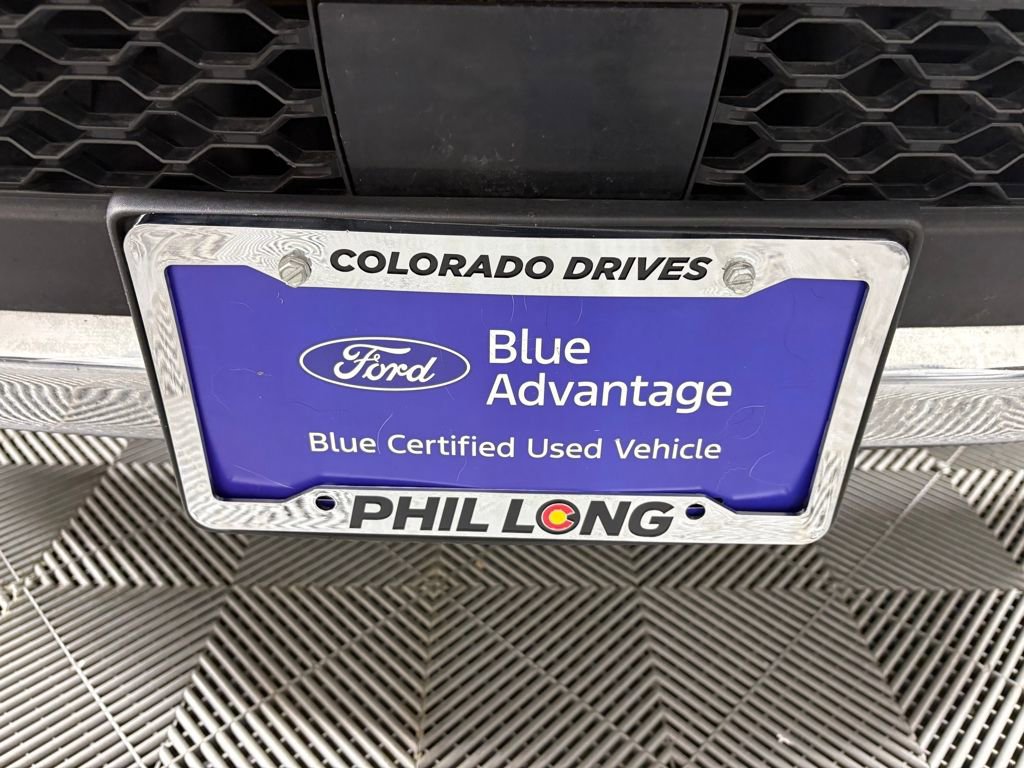 COLORADO DRIVES
Ford
Blue
Advantage
Blue Certified Used Vehicle
PHIL LONG